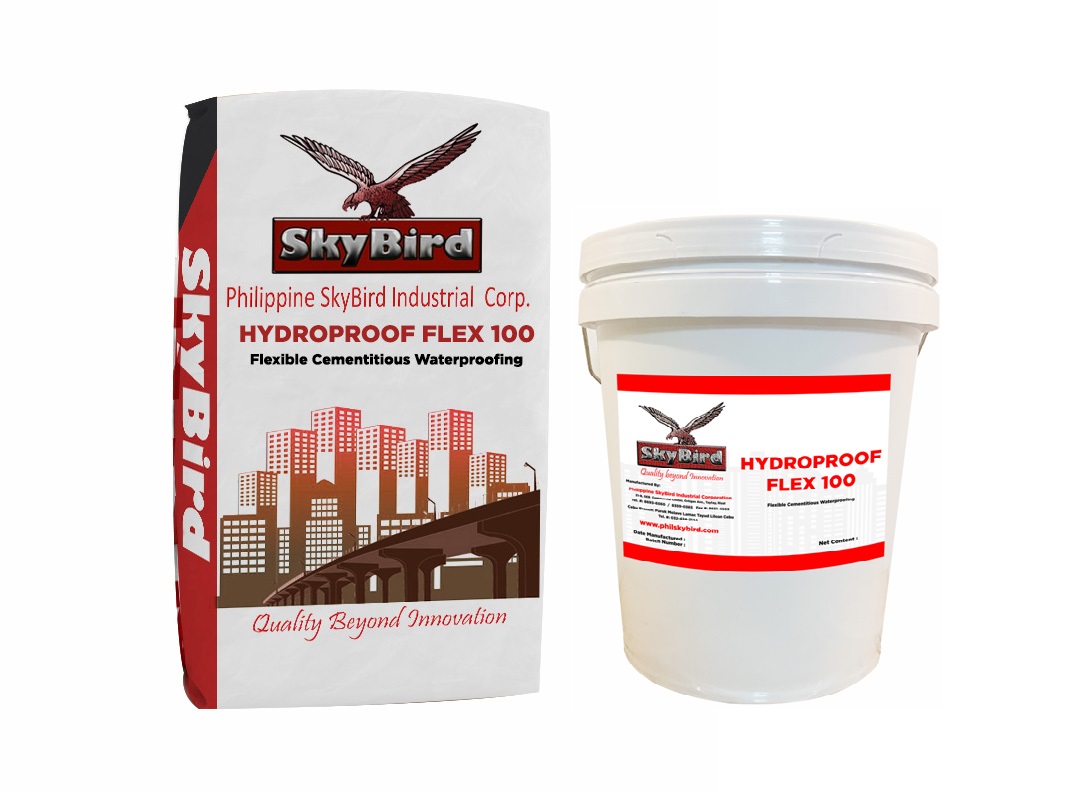 SkyBird
SkyBird
Philippine SkyBird Industrial Corp.
HYDROPROOF FLEX 100
Flexible Cementitious Waterproofing
Quality Beyond Innovation
SkyBird
Quality beyond Innovation
Manufactured By:
Philippine SkyBird Industrial Corporation
www.philskybird.com
Date Manufactured :
Batch Number :
HYDROPROOF
FLEX 100
Flexible Cementitious Waterproofing
Net Content :